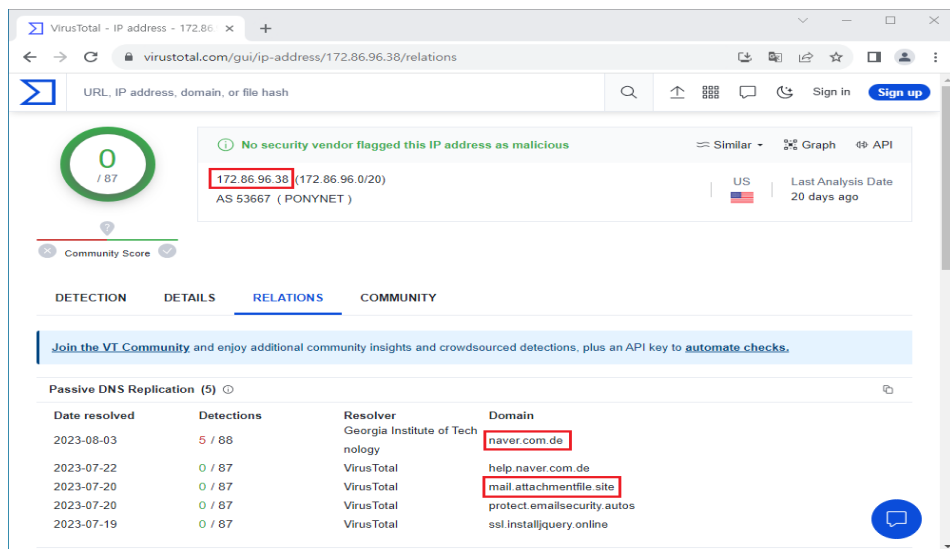 VirusTotal - IP address - 172.86.
virustotal.com/gui/ip-address/172.86.96.38/relations
URL, IP address, domain, or file hash
Sign in
Sign up
0
/ 87
No security vendor flagged this IP address as malicious
Similar
Graph
API
172.86.96.38 (172.86.96.0/20)
AS 53667 ( PONYNET )
US
Last Analysis Date
20 days ago
?
Community Score
DETECTION DETAILS RELATIONS COMMUNITY
Join the VT Community and enjoy additional community insights and crowdsourced detections, plus an API key to automate checks.
Passive DNS Replication (5)
Date resolved Detections Resolver Domain
2023-08-03 5 / 88 Georgia Institute of Tech
nology naver.com.de
2023-07-22 0 / 87 VirusTotal help.naver.com.de
2023-07-20 0 / 87 VirusTotal mail.attachmentfile.site
2023-07-20 0 / 87 VirusTotal protect.emailsecurity.autos
2023-07-19 0 / 87 VirusTotal ssl.installjquery.online